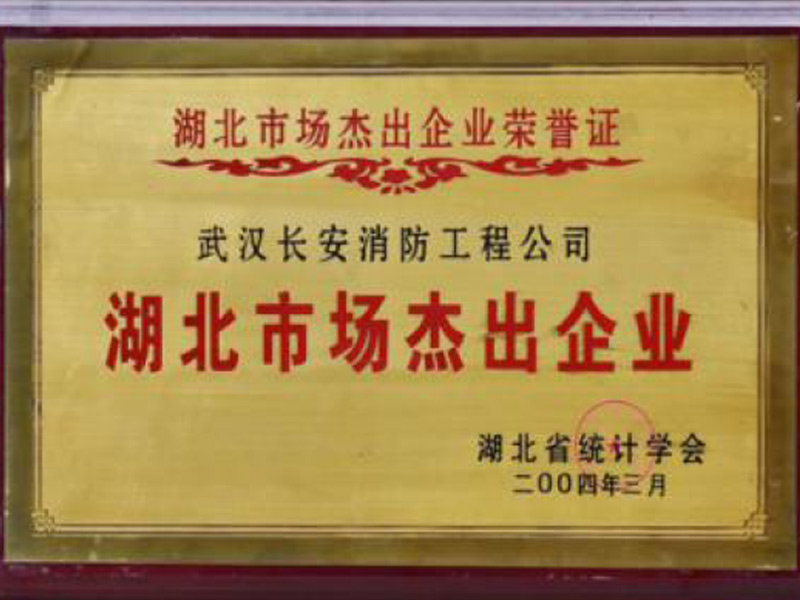 湖北市场杰出企业荣誉证
武汉长安消防工程公司
湖北市场杰出企业
湖北省统计学会
二00四年三月